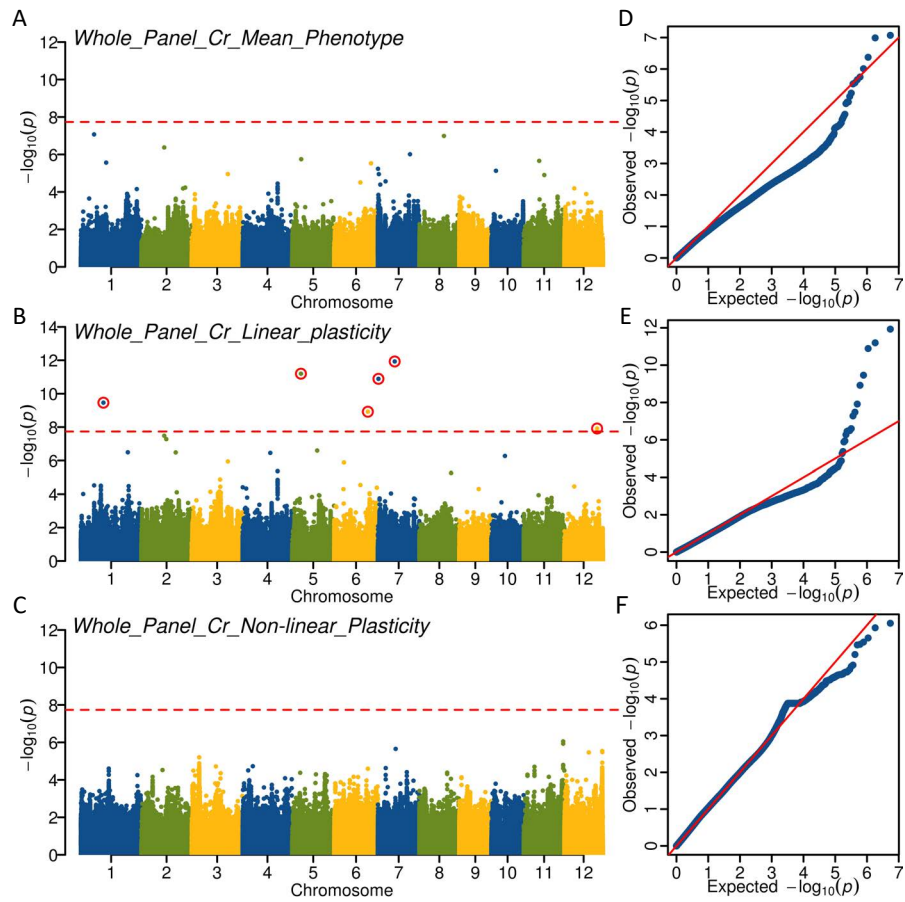 A
Whole_Panel_Cr_Mean_Phenotype
12
10
8
6
4
2
0
−log10(p)
1 2 3 4 5 6 7 8 9 10 11 12
Chromosome
D
7
6
5
4
3
2
1
0
Observed −log10(p)
0 1 2 3 4 5 6 7
Expected −log10(p)
B
Whole_Panel_Cr_Linear_plasticity
14
12
10
8
6
4
2
0
−log10(p)
1 2 3 4 5 6 7 8 9 10 11 12
Chromosome
E
12
10
8
6
4
2
0
Observed −log10(p)
0 1 2 3 4 5 6 7
Expected −log10(p)
C
Whole_Panel_Cr_Non-linear_Plasticity
12
10
8
6
4
2
0
−log10(p)
1 2 3 4 5 6 7 8 9 10 11 12
Chromosome
F
6
5
4
3
2
1
0
Observed −log10(p)
0 1 2 3 4 5 6 7
Expected −log10(p)